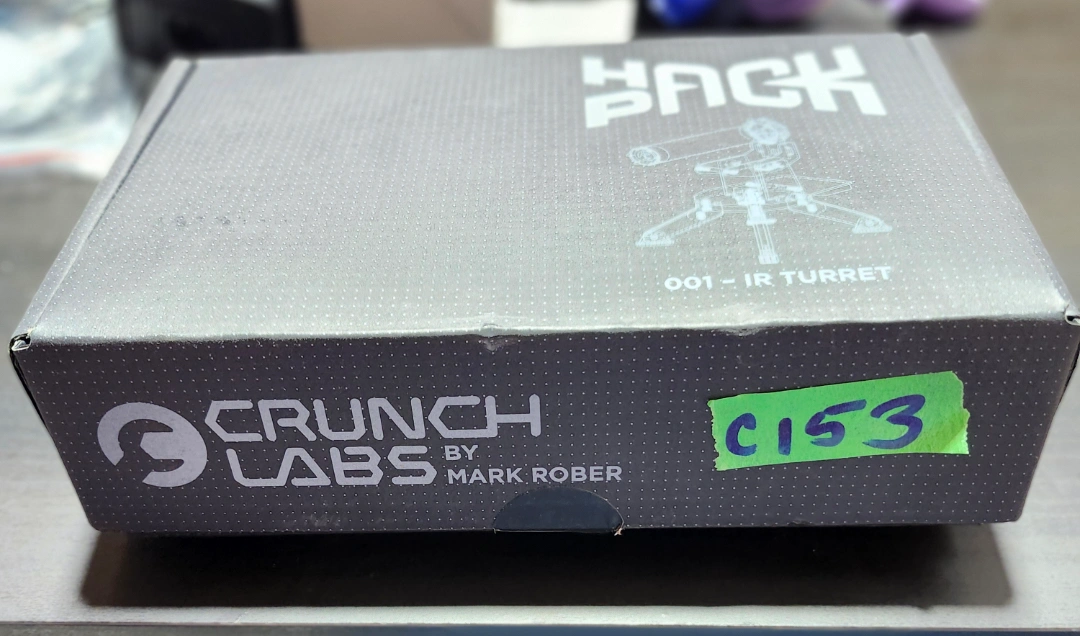 HACK
PACK
001 - IR TURRET
CRUNCH
LABS BY
MARK ROBER
C153